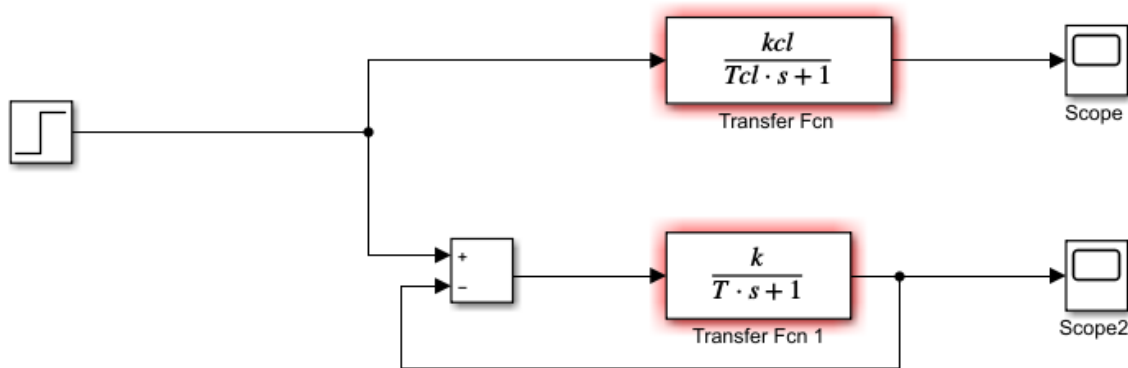 kcl
Tcl · s + 1
Transfer Fcn
Scope
+
−
k
T · s + 1
Transfer Fcn 1
Scope2